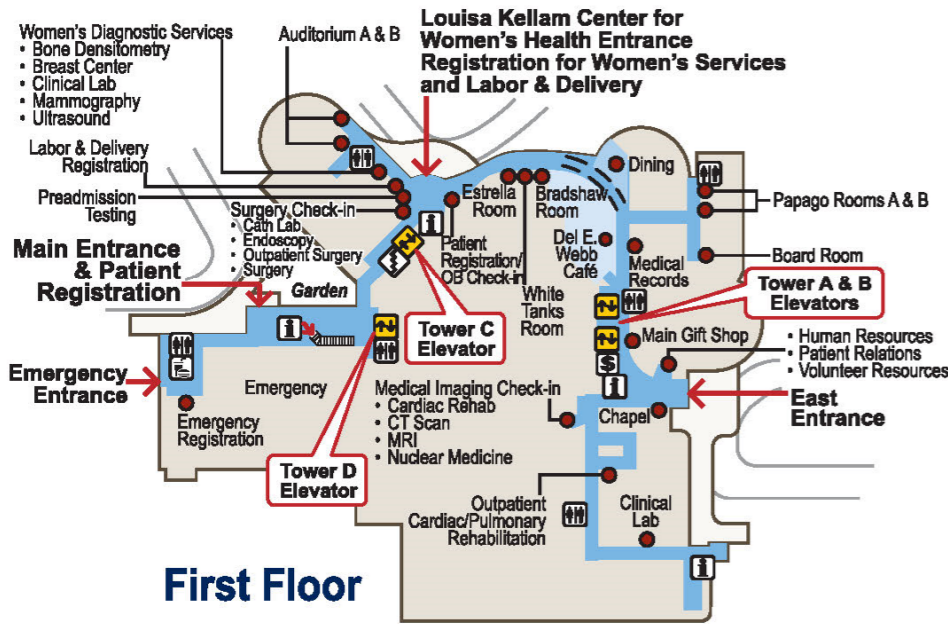 Women's Diagnostic Services
• Bone Densitometry
• Breast Center
• Clinical Lab
• Mammography
• Ultrasound
Auditorium A & B
Louisa Kellam Center for
Women's Health Entrance
Registration for Women's Services
and Labor & Delivery
Labor & Delivery
Registration
Preadmission
Testing
Surgery Check-in
• Cath Lab
• Endoscopy
• Outpatient Surgery
• Surgery
Main Entrance
& Patient
Registration
Garden
Estrella
Room
Bradshaw
Room
Dining
Papago Rooms A & B
Patient
Registration/
OB Check-in
White
Tanks
Room
Del E.
Webb
Café
Medical
Records
Board Room
Tower A & B
Elevators
Tower C
Elevator
Main Gift Shop
• Human Resources
• Patient Relations
• Volunteer Resources
Emergency
Entrance
Emergency
Emergency
Registration
Tower D
Elevator
Medical Imaging Check-in
• Cardiac Rehab
• CT Scan
• MRI
• Nuclear Medicine
$
i
i
i
i
Chapel
East
Entrance
Outpatient
Cardiac/Pulmonary
Rehabilitation
Clinical
Lab
First Floor